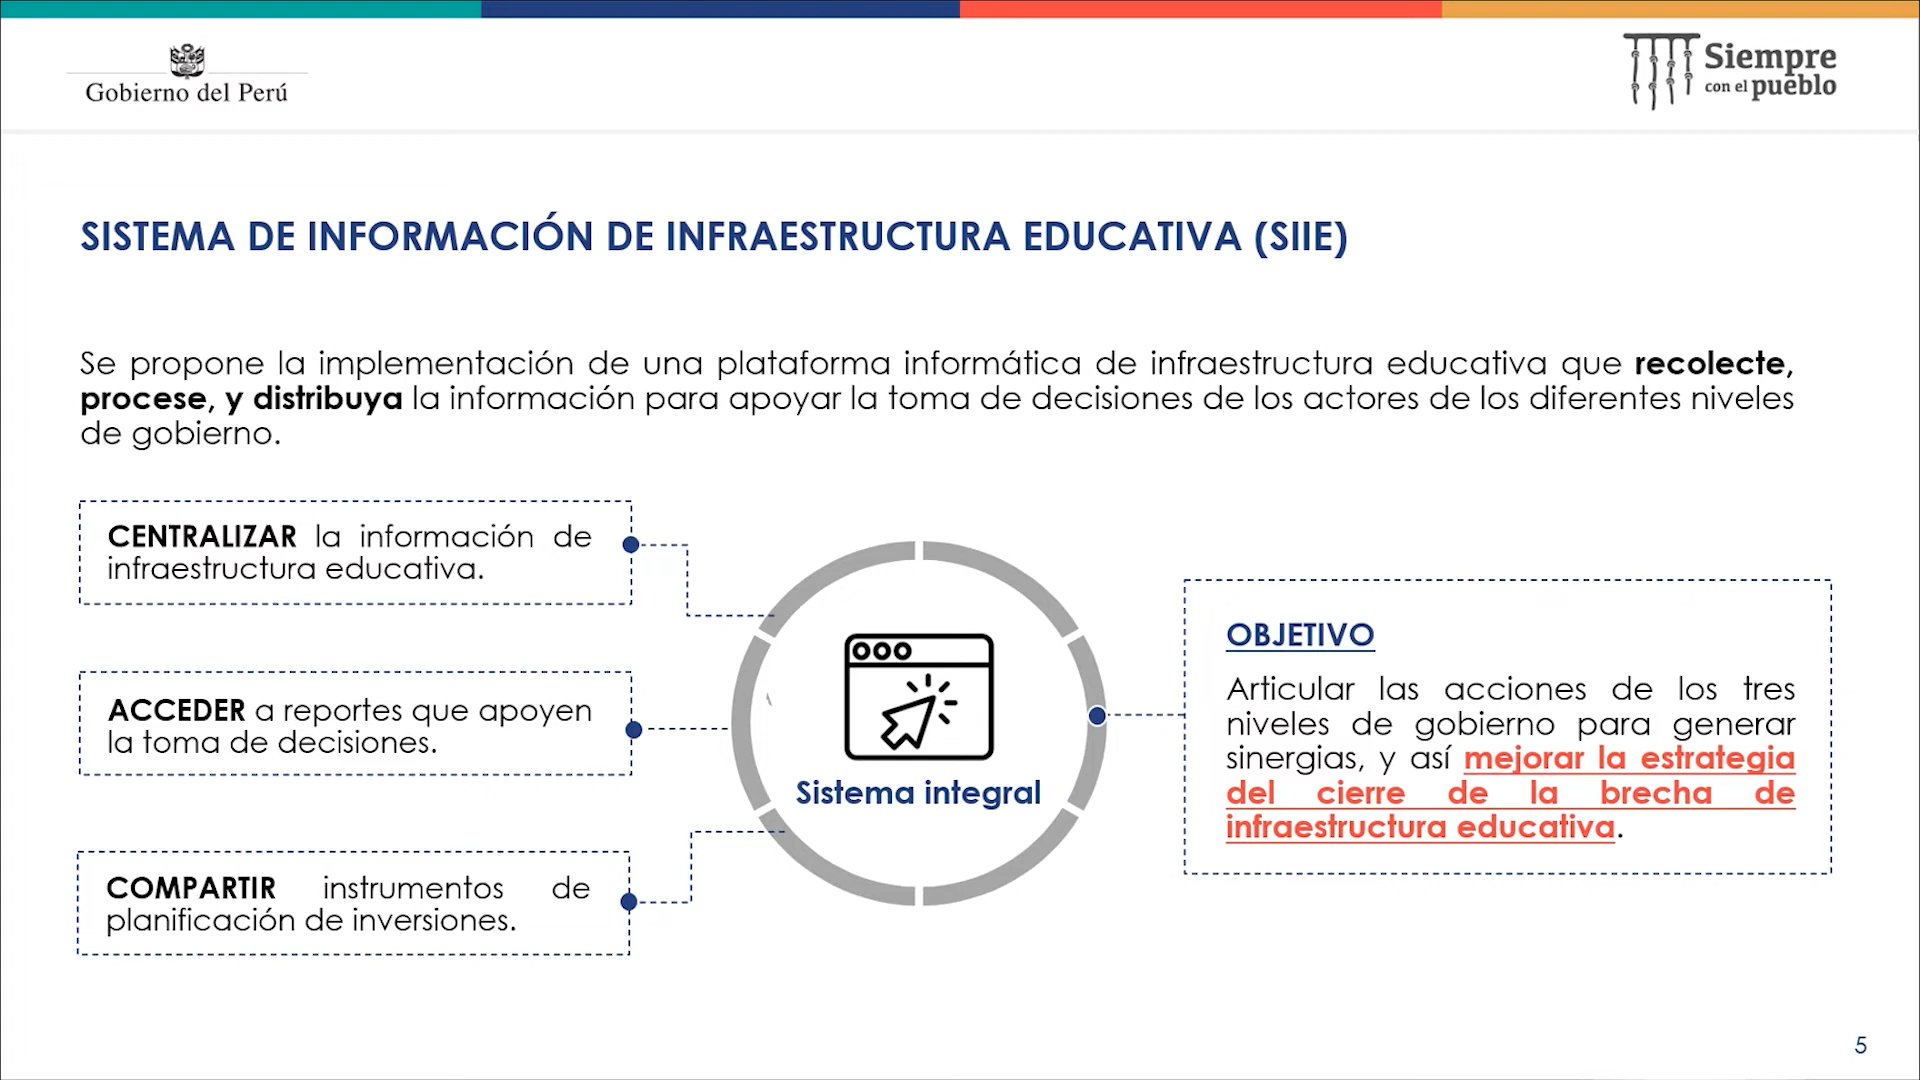 Gobierno del Perú
Siempre
con el pueblo
SISTEMA DE INFORMACIÓN DE INFRAESTRUCTURA EDUCATIVA (SIIE)
Se propone la implementación de una plataforma informática de infraestructura educativa que recolecte,
procese, y distribuya la información para apoyar la toma de decisiones de los actores de los diferentes niveles
de gobierno.
CENTRALIZAR la información de
infraestructura educativa.
ACCEDER a reportes que apoyen
la toma de decisiones.
COMPARTIR instrumentos de
planificación de inversiones.
Sistema integral
OBJETIVO
Articular las acciones de los tres
niveles de gobierno para generar
sinergias, y así mejorar la estrategia
del cierre de la brecha de
infraestructura educativa.
5